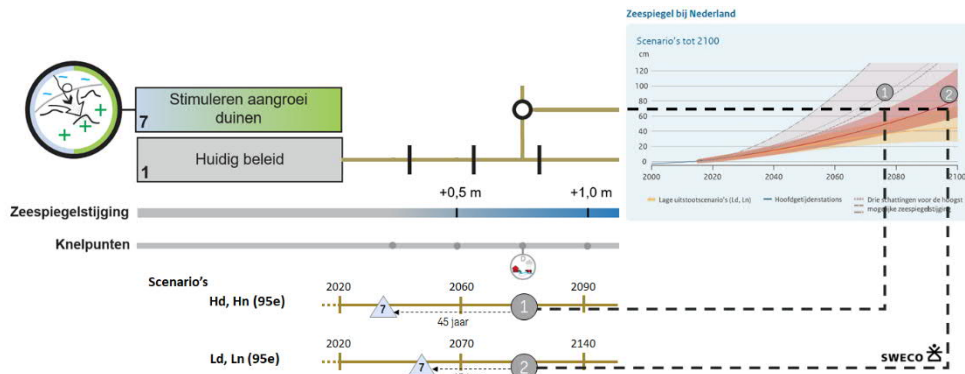 Zeespiegel bij Nederland
Scenario's tot 2100
cm
120
100
80
60
40
20
0
2000
2020
2040
2060
2080
2100
1
2
Lage uitstootscenario's (Ld, Ln)
Hoofdgetijdenstations
Drie schattingen voor de hoogst
mogelijke zeespiegelstijging
Stimuleren aangroei
duinen
7
Huidig beleid
1
+0,5 m
+1,0 m
Zeespiegelstijging
Knelpunten
Scenario's
2020
2060
2090
Hd, Hn (95e)
7
1
45 jaar
2020
2070
2140
Ld, Ln (95e)
7
2
SWECO